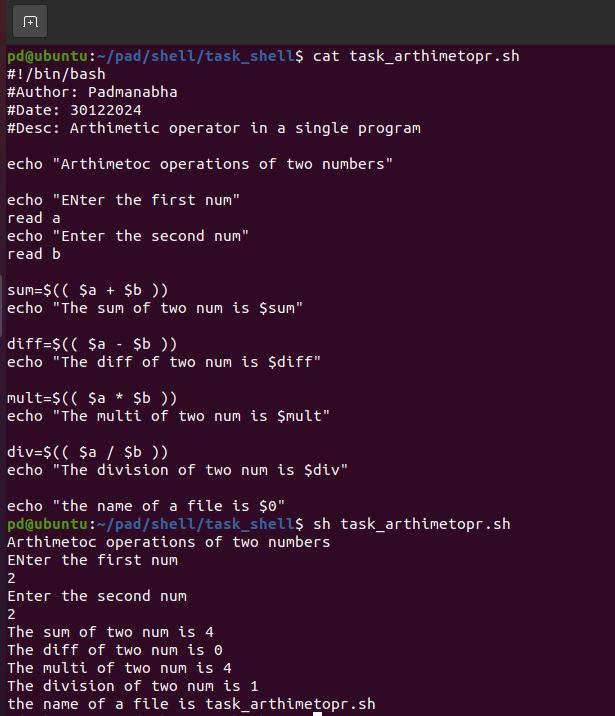 pd@ubuntu:~/pad/shell/task_shell$ cat task_arthimetopr.sh
#!/bin/bash
#Author: Padmanabha
#Date: 30122024
#Desc: Arthimetic operator in a single program
echo "Arthimetoc operations of two numbers"
echo "ENter the first num"
read a
echo "Enter the second num"
read b
sum=$(( $a + $b ))
echo "The sum of two num is $sum"
diff=$(( $a - $b ))
echo "The diff of two num is $diff"
mult=$(( $a * $b ))
echo "The multi of two num is $mult"
div=$(( $a / $b ))
echo "The division of two num is $div"
echo "the name of a file is $0"
pd@ubuntu:~/pad/shell/task_shell$ sh task_arthimetopr.sh
Arthimetoc operations of two numbers
ENter the first num
2
Enter the second num
2
The sum of two num is 4
The diff of two num is 0
The multi of two num is 4
The division of two num is 1
the name of a file is task_arthimetopr.sh